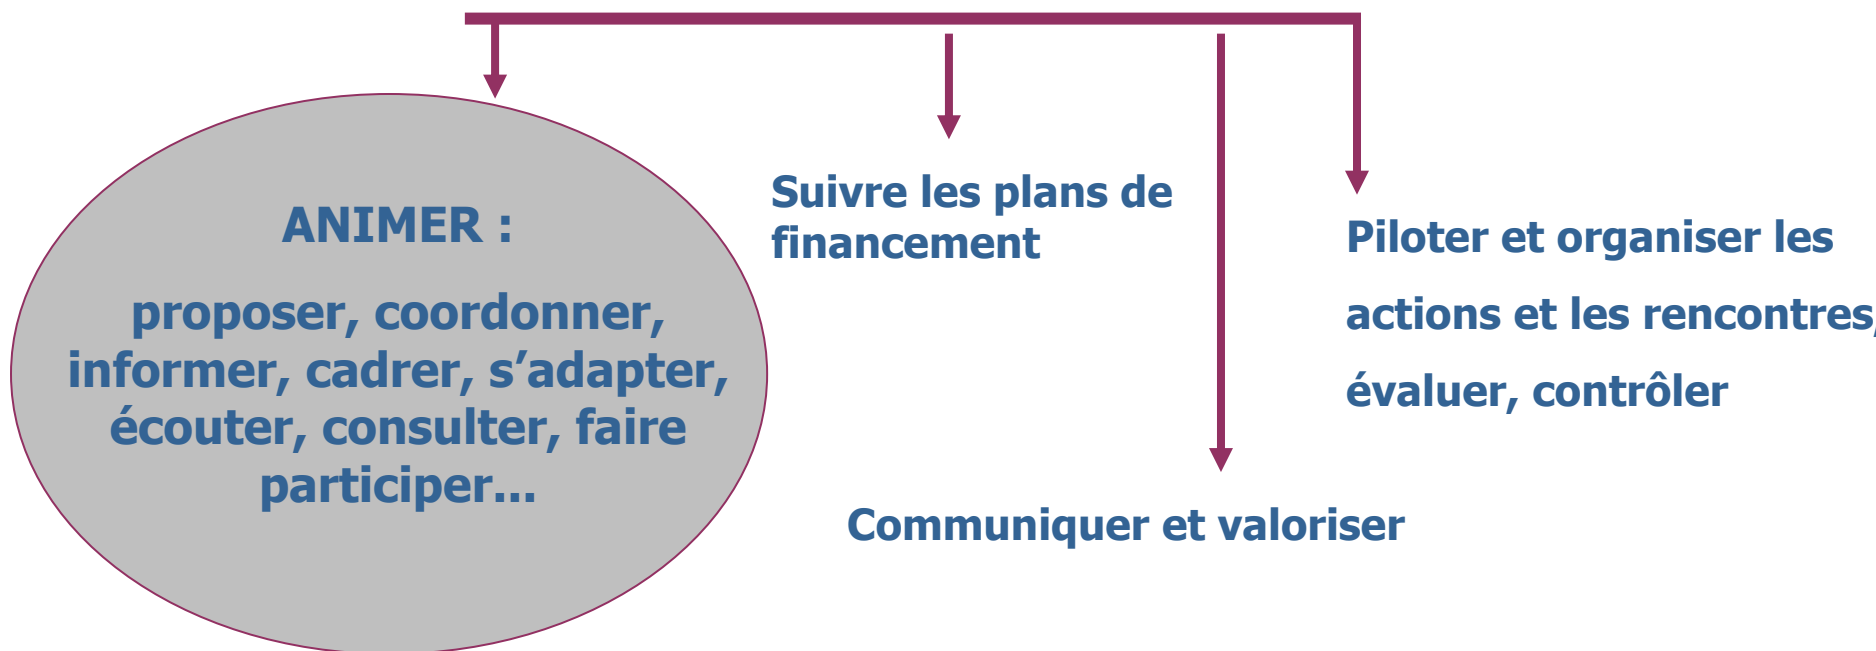 ANIMER :
proposer, coordonner,
informer, cadrer, s’adapter,
écouter, consulter, faire
participer…
Suivre les plans de
financement
Communiquer et valoriser
Piloter et organiser les
actions et les rencontres,
évaluer, contrôler